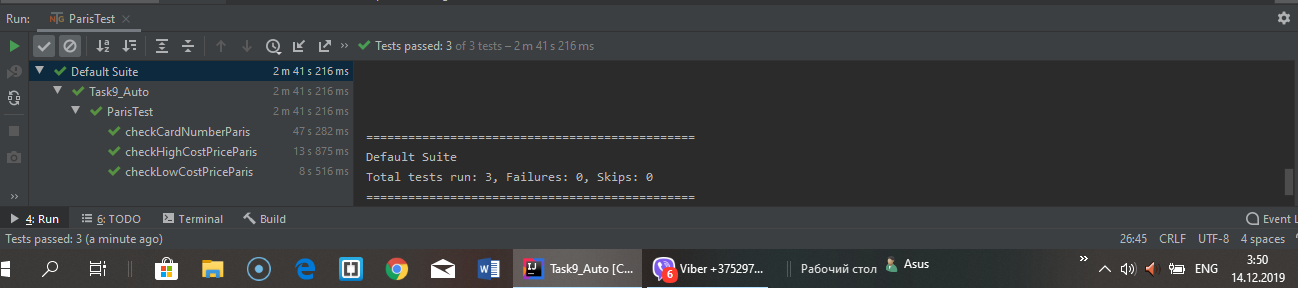 Run: NG ParisTest
Tests passed: 3 of 3 tests – 2 m 41 s 216 ms
Default Suite 2 m 41 s 216 ms
Task9_Auto 2 m 41 s 216 ms
ParisTest 2 m 41 s 216 ms
checkCardNumberParis 47 s 282 ms
checkHighCostPriceParis 13 s 875 ms
checkLowCostPriceParis 8 s 516 ms
===============================================
Default Suite
Total tests run: 3, Failures: 0, Skips: 0
===============================================
4: Run 6: TODO Terminal Build Event L
Tests passed: 3 (a minute ago) 26:45 CRLF UTF-8 4 spaces
Task9_Auto [C... 6 Viber +375297... Рабочий стол Asus ENG 3:50
14.12.2019